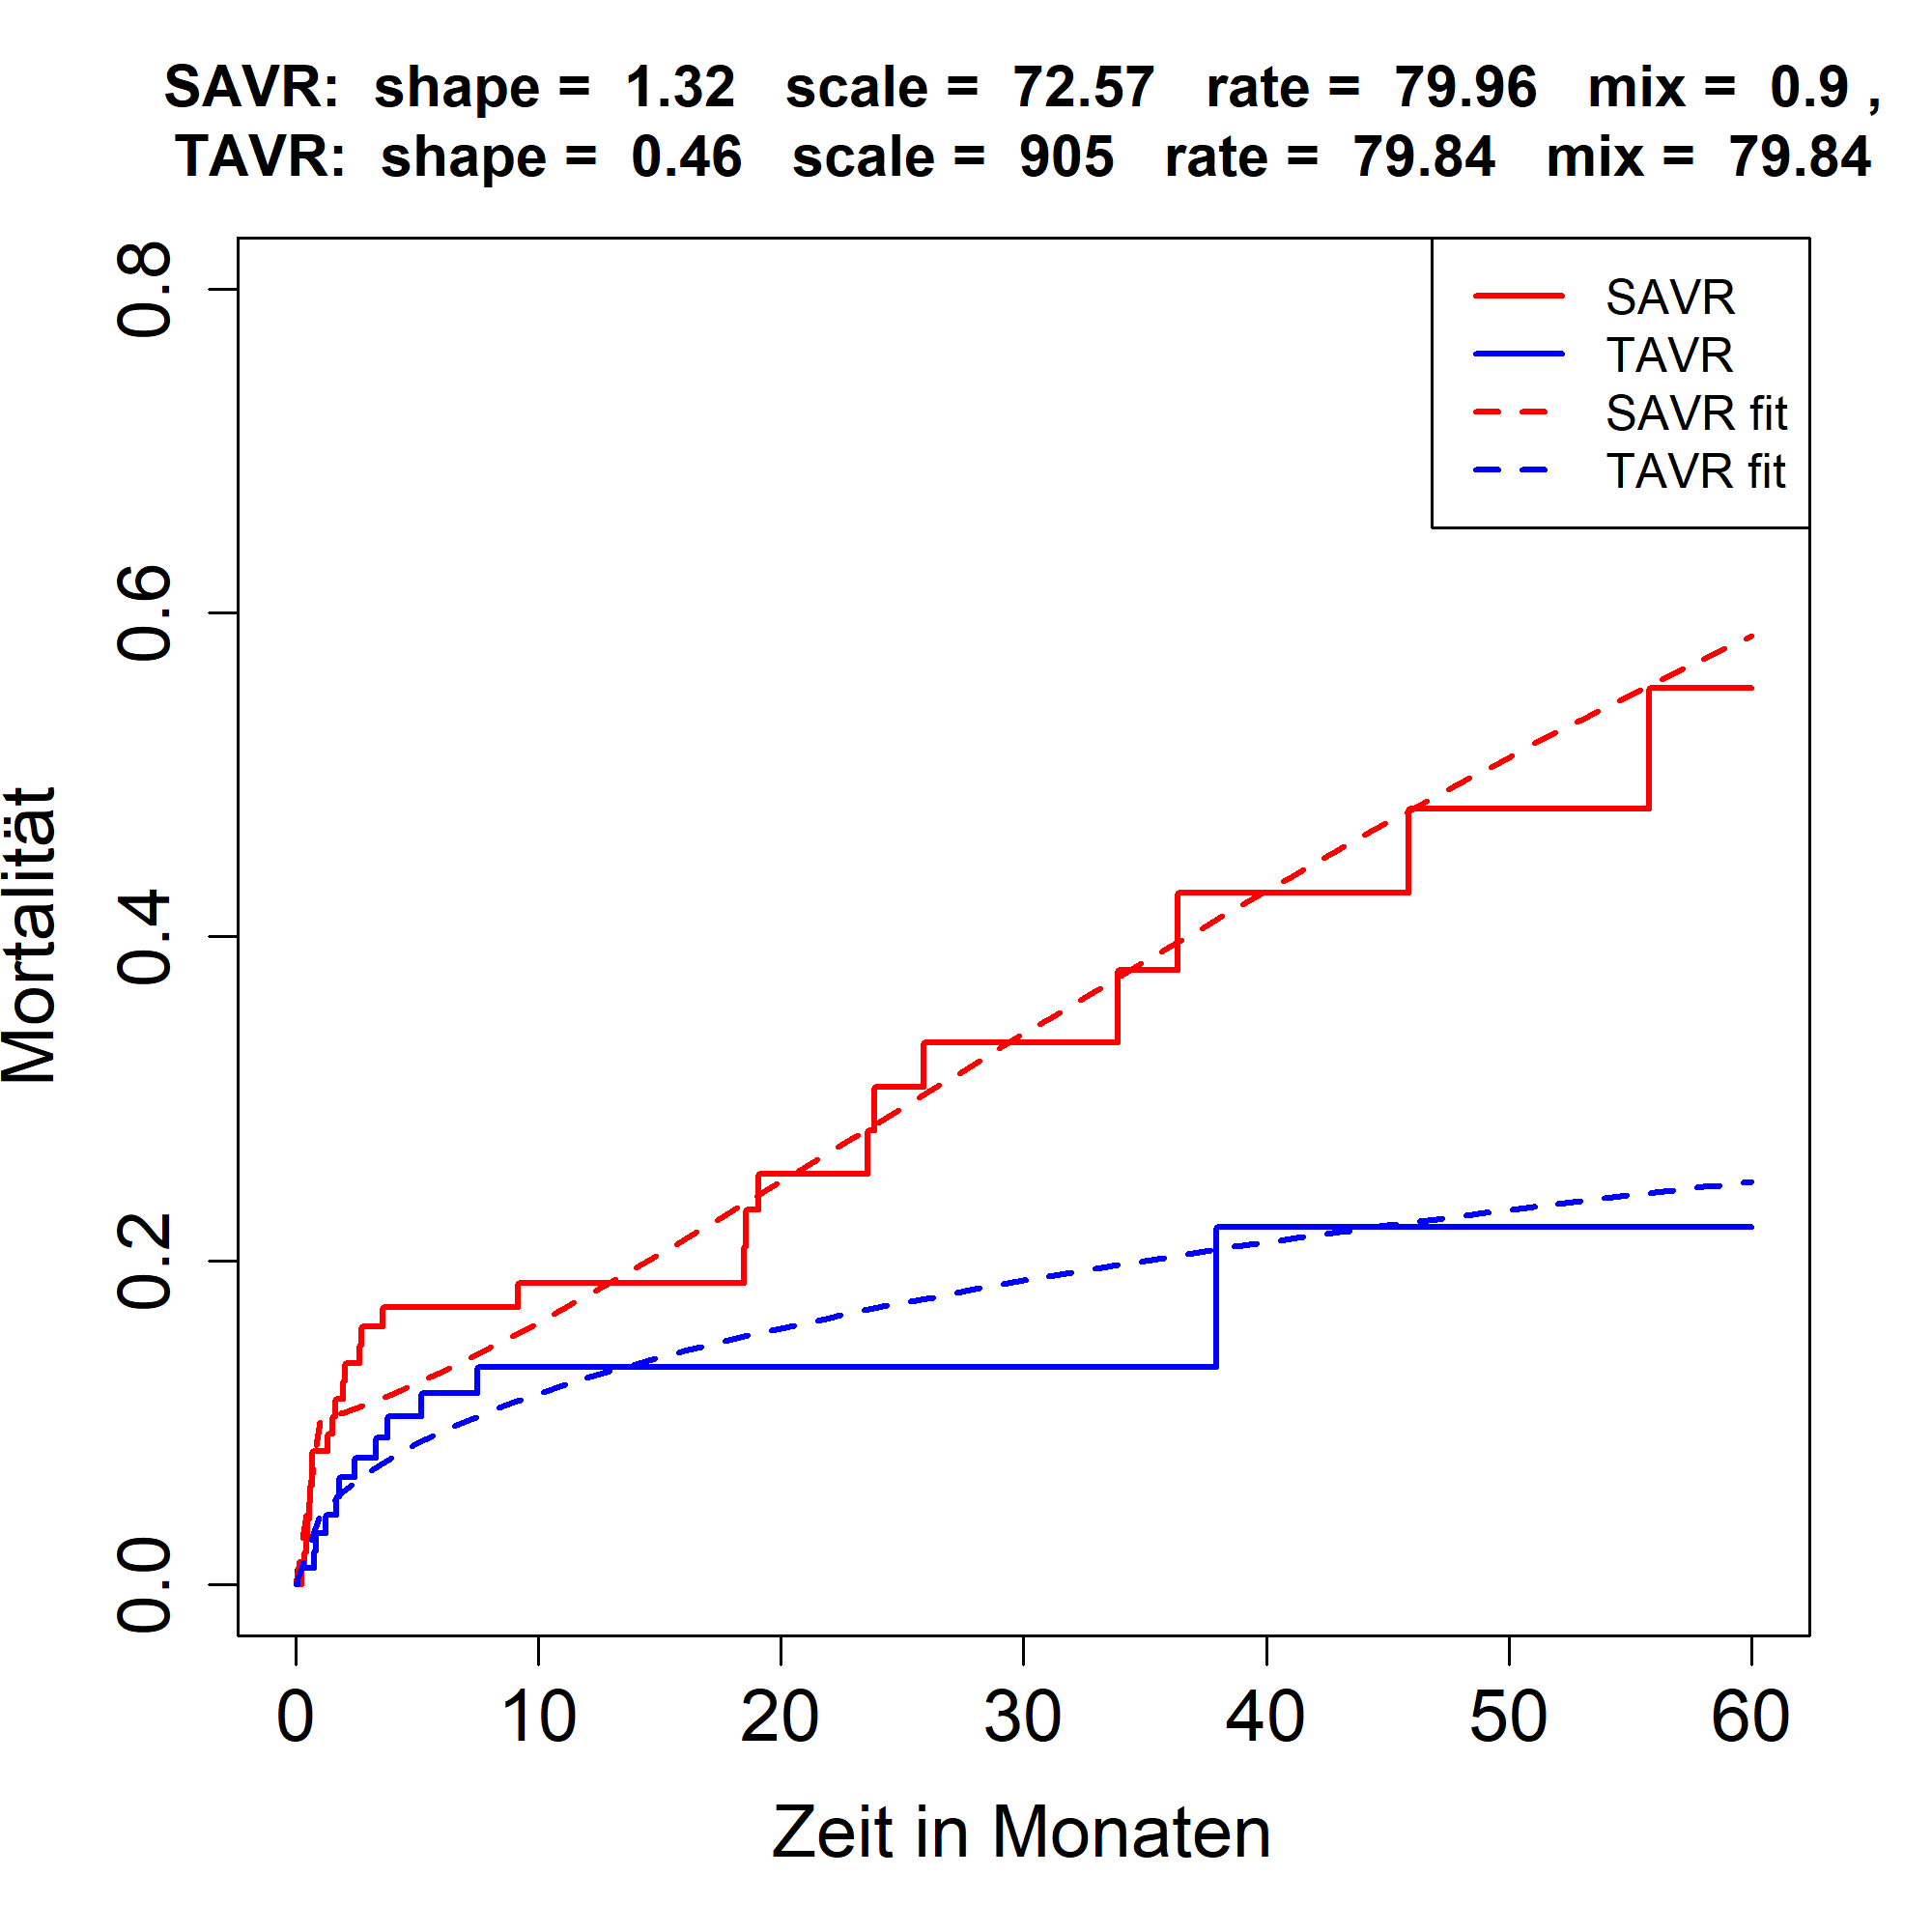 SAVR: shape = 1.32 scale = 72.57 rate = 79.96 mix = 0.9 ,
TAVR: shape = 0.46 scale = 905 rate = 79.84 mix = 79.84
SAVR
TAVR
SAVR fit
TAVR fit
Mortalität
0.8
0.6
0.4
0.2
0.0
0 10 20 30 40 50 60
Zeit in Monaten